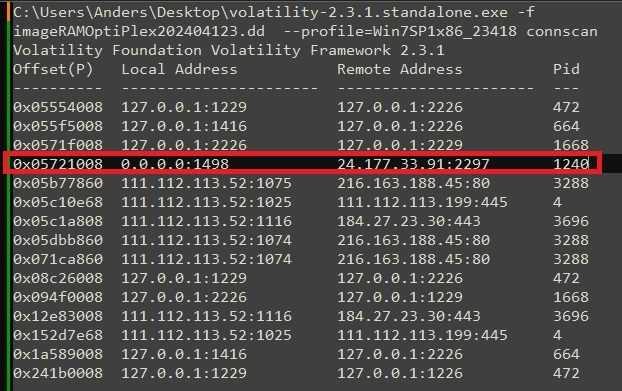 C:\Users\Anders\Desktop\volatility-2.3.1.standalone.exe -f
imageRAMOptiPlex202404123.dd --profile=Win7SP1x86_23418 connscan
Volatility Foundation Volatility Framework 2.3.1
Offset(P) Local Address Remote Address Pid
---------- ------------------------- ------------------------- ---
0x05554008 127.0.0.1:1229 127.0.0.1:2226 472
0x055f5008 127.0.0.1:1416 127.0.0.1:2226 664
0x0571f008 127.0.0.1:2226 127.0.0.1:2229 1668
0x05721008 0.0.0.0:1498 24.177.33.91:2297 1240
0x05b77860 111.112.113.52:1075 216.163.188.45:80 3288
0x05c10e68 111.112.113.52:1025 111.112.113.199:445 4
0x05c1a808 111.112.113.52:1116 184.27.23.30:443 3696
0x05dbb860 111.112.113.52:1074 216.163.188.45:80 3288
0x071ca860 111.112.113.52:1074 216.163.188.45:80 3288
0x08c26008 127.0.0.1:1229 127.0.0.1:2226 472
0x094f0008 127.0.0.1:2226 127.0.0.1:1229 1668
0x12e83008 111.112.113.52:1116 184.27.23.30:443 3696
0x152d7e68 111.112.113.52:1025 111.112.113.199:445 4
0x1a589008 127.0.0.1:1416 127.0.0.1:2226 664
0x241b0008 127.0.0.1:1229 127.0.0.1:2226 472